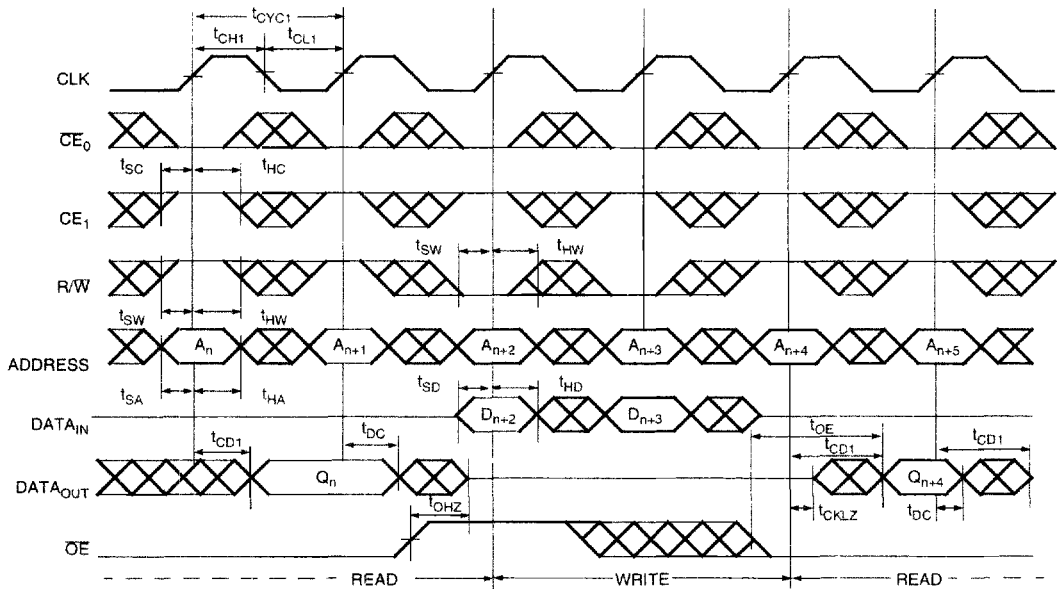 tCYC1
tCH1 tCL1
CLK
CE0
tSC tHC
CE1
tSW tHW
R/W
tSW tHW
ADDRESS An An+1 An+2 An+3 An+4 An+5
tSA tHA tSD tHD
DATAIN Dn+2 Dn+3
tOE
tCD1 tDC tCD1 tCD1
DATAOUT Qn Qn+4
tOHZ tCKLZ tDC
OE
READ WRITE READ